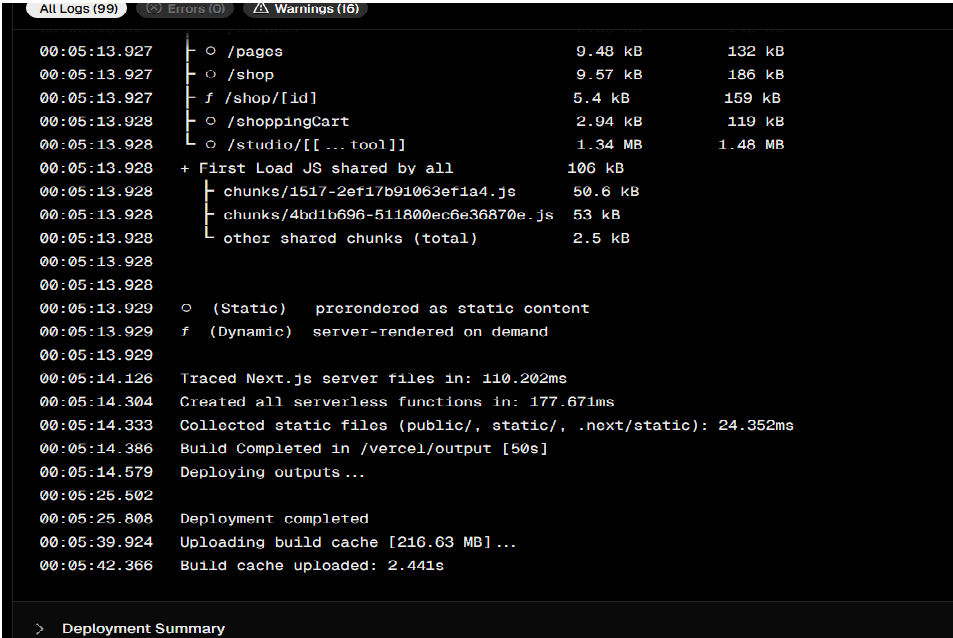 All Logs (99) Errors (0) Warnings (16)
00:05:13.927 ├ ○ /pages 9.48 kB 132 kB
00:05:13.927 ├ ○ /shop 9.57 kB 186 kB
00:05:13.927 ├ ƒ /shop/[id] 5.4 kB 159 kB
00:05:13.928 ├ ○ /shoppingCart 2.94 kB 119 kB
00:05:13.928 └ ○ /studio/[[...tool]] 1.34 MB 1.48 MB
00:05:13.928 + First Load JS shared by all 106 kB
00:05:13.928 ├ chunks/1517-2ef17b91063ef1a4.js 50.6 kB
00:05:13.928 ├ chunks/4bd1b696-511800ec6e36870e.js 53 kB
00:05:13.928 └ other shared chunks (total) 2.5 kB
00:05:13.928
00:05:13.928
00:05:13.929 ○ (Static) prerendered as static content
00:05:13.929 ƒ (Dynamic) server-rendered on demand
00:05:13.929
00:05:14.126 Traced Next.js server files in: 110.202ms
00:05:14.304 Created all serverless functions in: 177.671ms
00:05:14.333 Collected static files (public/, static/, .next/static): 24.352ms
00:05:14.386 Build Completed in /vercel/output [50s]
00:05:14.579 Deploying outputs...
00:05:25.502
00:05:25.808 Deployment completed
00:05:39.924 Uploading build cache [216.63 MB]...
00:05:42.366 Build cache uploaded: 2.441s
Deployment Summary